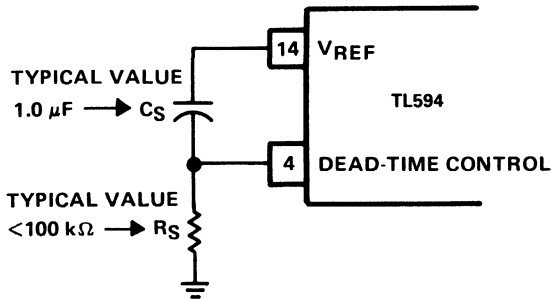 14 VREF
TYPICAL VALUE
1.0 μF CS
TL594
4 DEAD-TIME CONTROL
TYPICAL VALUE
<100 kΩ RS